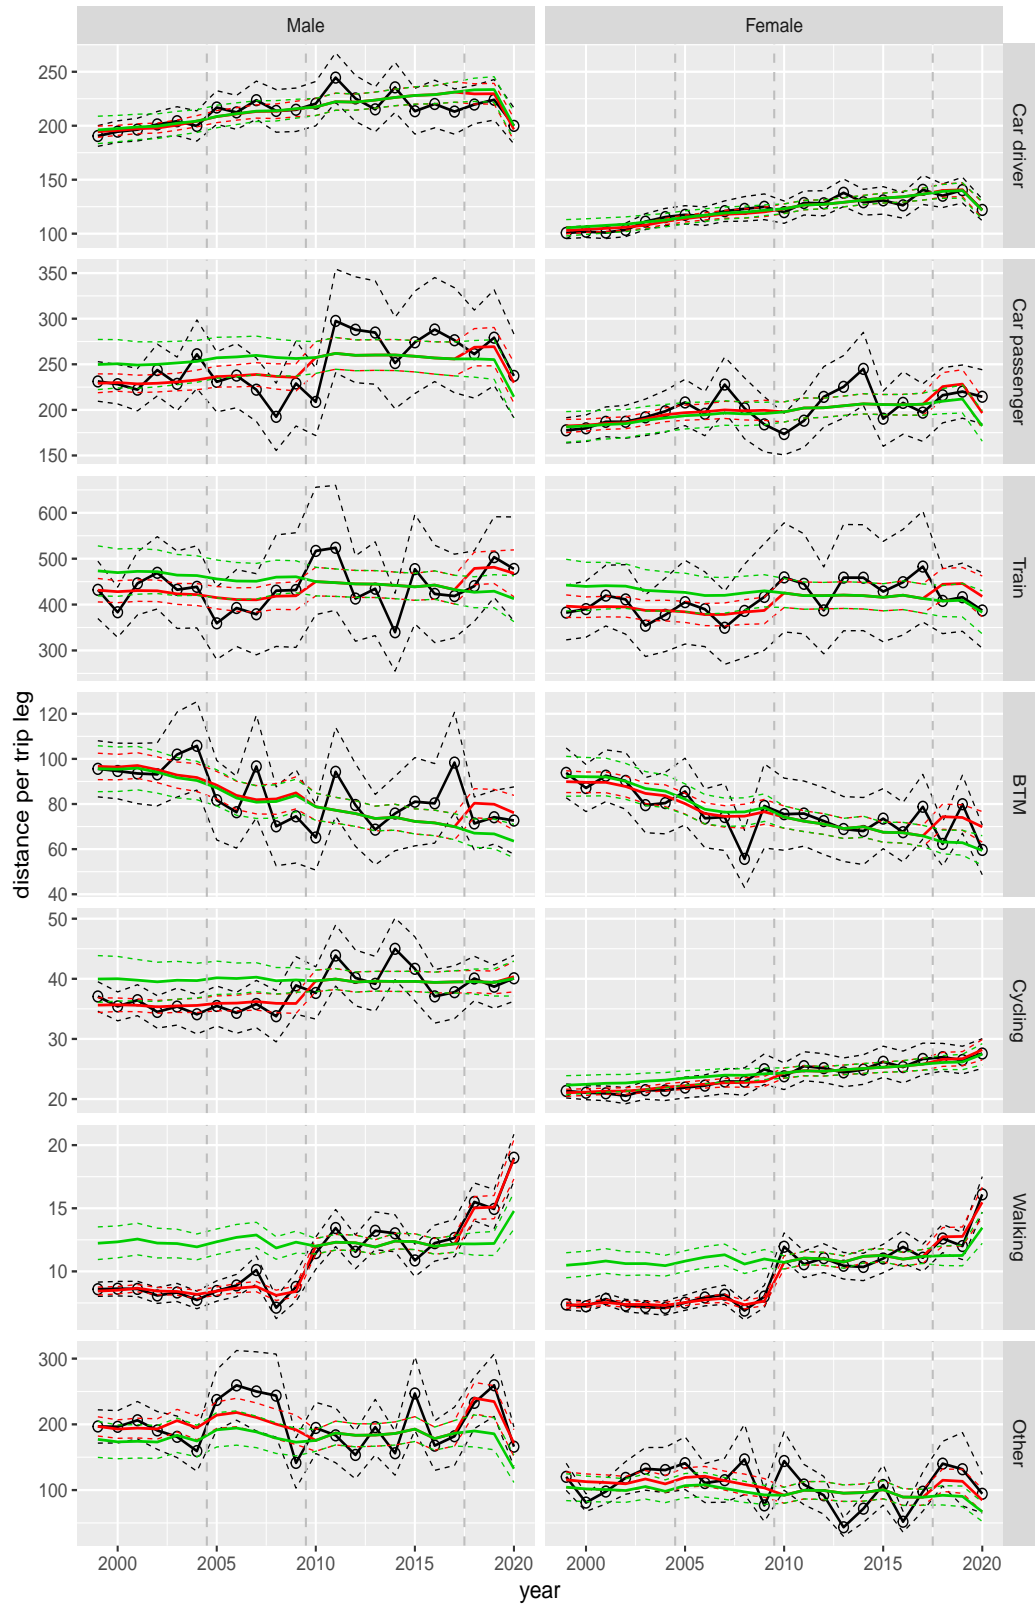 Male Female
250
200
150
100
Car driver
350
300
250
200
150
Car passenger
600
500
400
300
Train
120
100
80
60
40
BTM
50
40
30
20
Cycling
20
15
10
Walking
300
200
100
Other
distance per trip leg
2000 2005 2010 2015 2020 2000 2005 2010 2015 2020
year